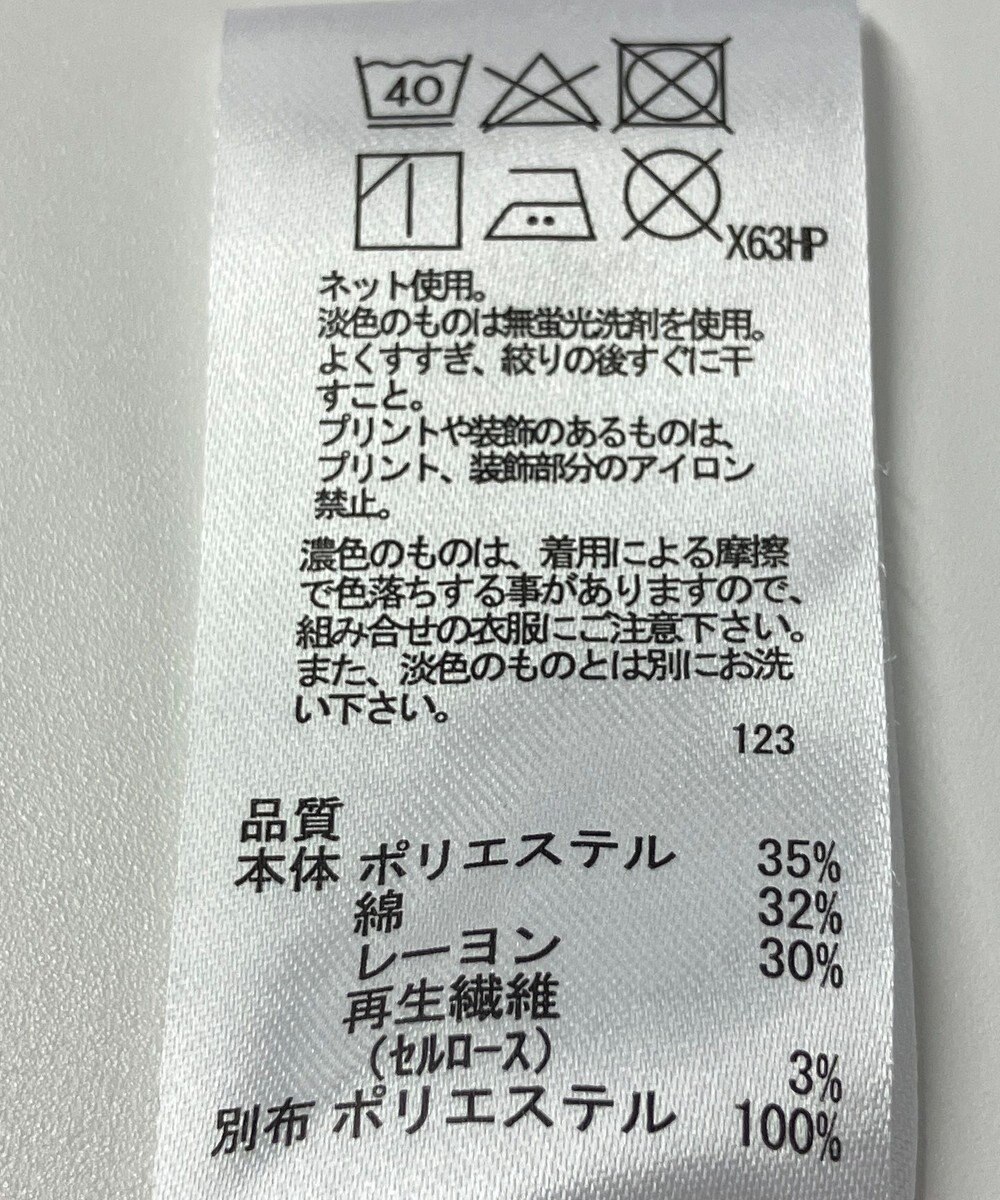 40
X63HP
ネット使用。
淡色のものは無蛍光洗剤を使用。
よくすすぎ、絞りの後すぐに干
すこと。
プリントや装飾のあるものは、
プリント、装飾部分のアイロン
禁止。
濃色のものは、着用による摩擦
で色落ちする事がありますので、
組み合せの衣服にご注意下さい。
また、淡色のものとは別にお洗
い下さい。
123
品質
本体 ポリエステル 35%
綿 32%
レーヨン 30%
再生繊維
(セルロース)
3%
別布 ポリエステル 100%